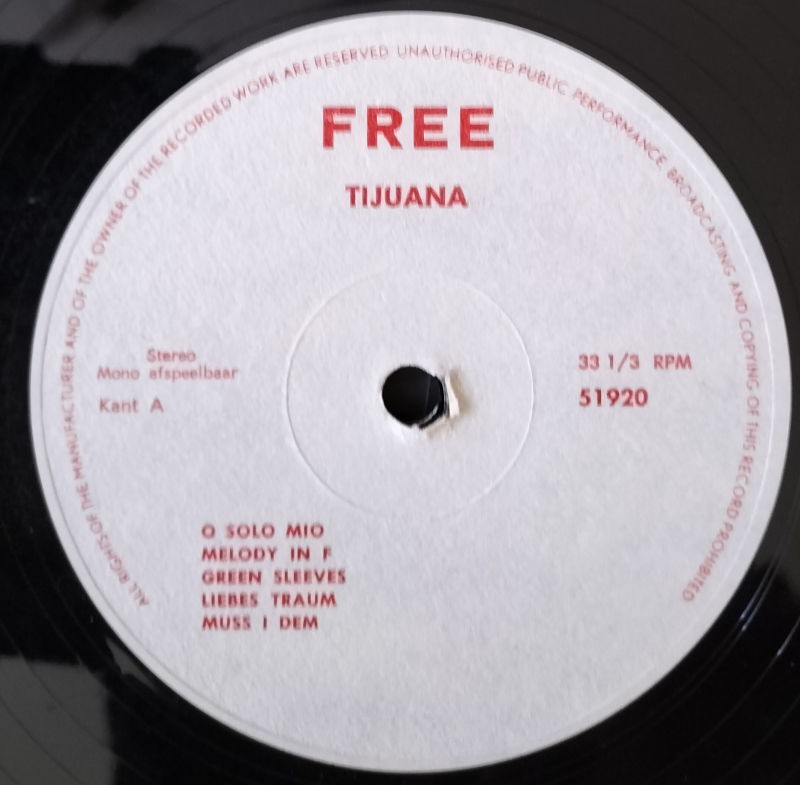 ALL RIGHTS OF THE MANUFACTURER AND OF THE OWNER OF THE RECORDED WORK ARE RESERVED UNAUTHORISED PUBLIC PERFORMANCE, BROADCASTING AND COPYING OF THIS RECORD PROHIBITED
FREE
TIJUANA
Stereo
Mono afspeelbaar
Kant A
33 1/3 RPM
51920
O SOLO MIO
MELODY IN F
GREEN SLEEVES
LIEBES TRAUM
MUSS I DEM